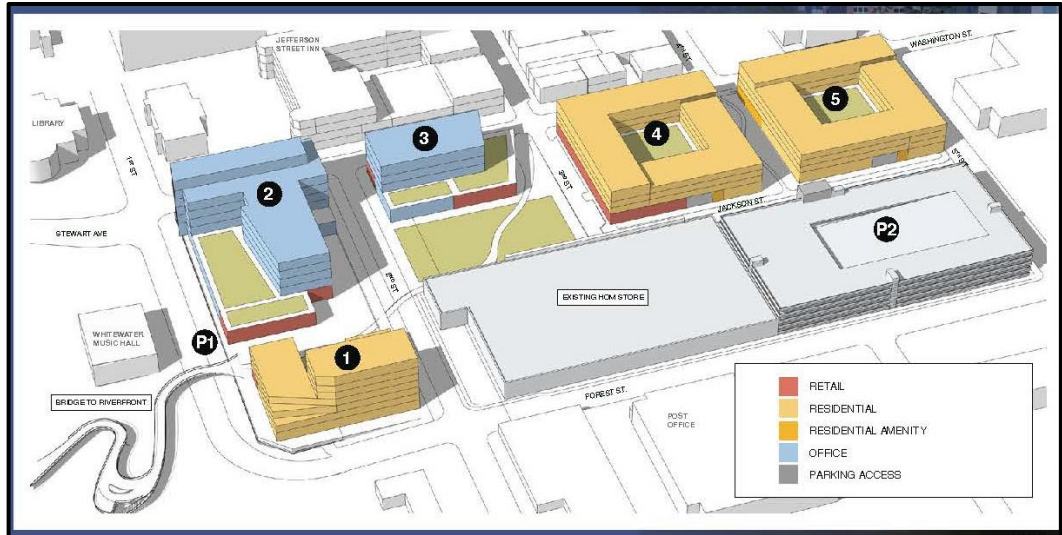 JEFFERSON
STREET INN
4TH ST.
WASHINGTON ST.
LIBRARY
1ST ST.
3
4
5
2
3RD ST.
5TH ST.
JACKSON ST.
STEWART AVE
2ND ST.
P2
EXISTING HOM STORE
WHITEWATER
MUSIC HALL
P1
1
BRIDGE TO RIVERFRONT
FOREST ST.
POST
OFFICE
RETAIL
RESIDENTIAL
RESIDENTIAL AMENITY
OFFICE
PARKING ACCESS